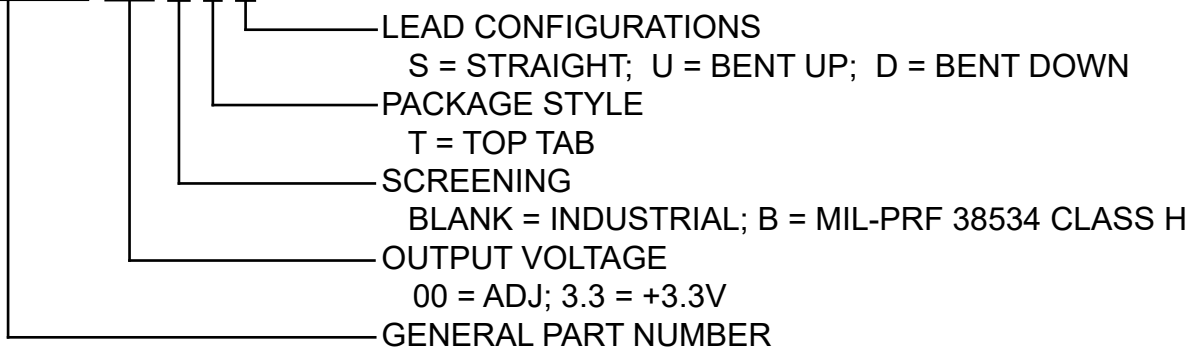 LEAD CONFIGURATIONS
S = STRAIGHT; U = BENT UP; D = BENT DOWN
PACKAGE STYLE
T = TOP TAB
SCREENING
BLANK = INDUSTRIAL; B = MIL-PRF 38534 CLASS H
OUTPUT VOLTAGE
00 = ADJ; 3.3 = +3.3V
GENERAL PART NUMBER